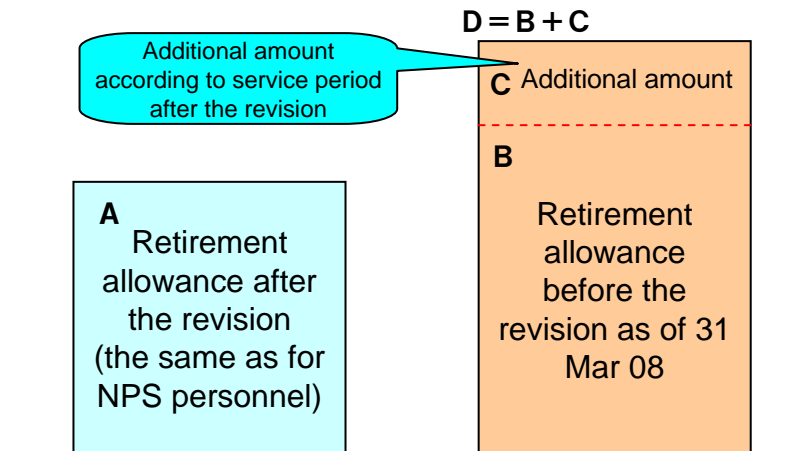 D＝B＋C
Additional amount
according to service period
after the revision
C Additional amount
B
Retirement
allowance
before the
revision as of 31
Mar 08
A
Retirement
allowance after
the revision
(the same as for
NPS personnel)